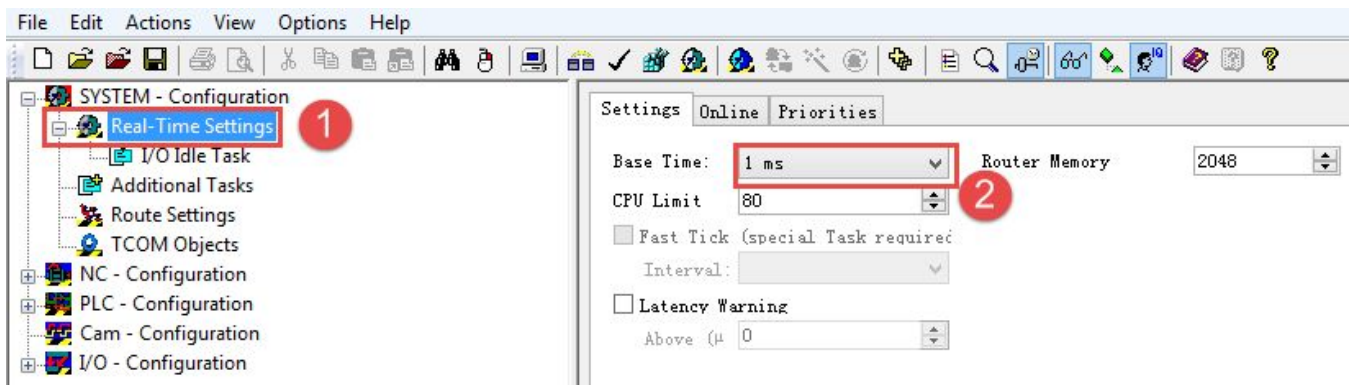 File Edit Actions View Options Help
SYSTEM - Configuration
Real-Time Settings
1
I/O Idle Task
Additional Tasks
Route Settings
TCOM Objects
NC - Configuration
PLC - Configuration
Cam - Configuration
I/O - Configuration
Settings Online Priorities
Base Time: 1 ms Router Memory 2048
2
CPU Limit 80
Fast Tick (special Task required
Interval:
Latency Warning
Above (μ 0